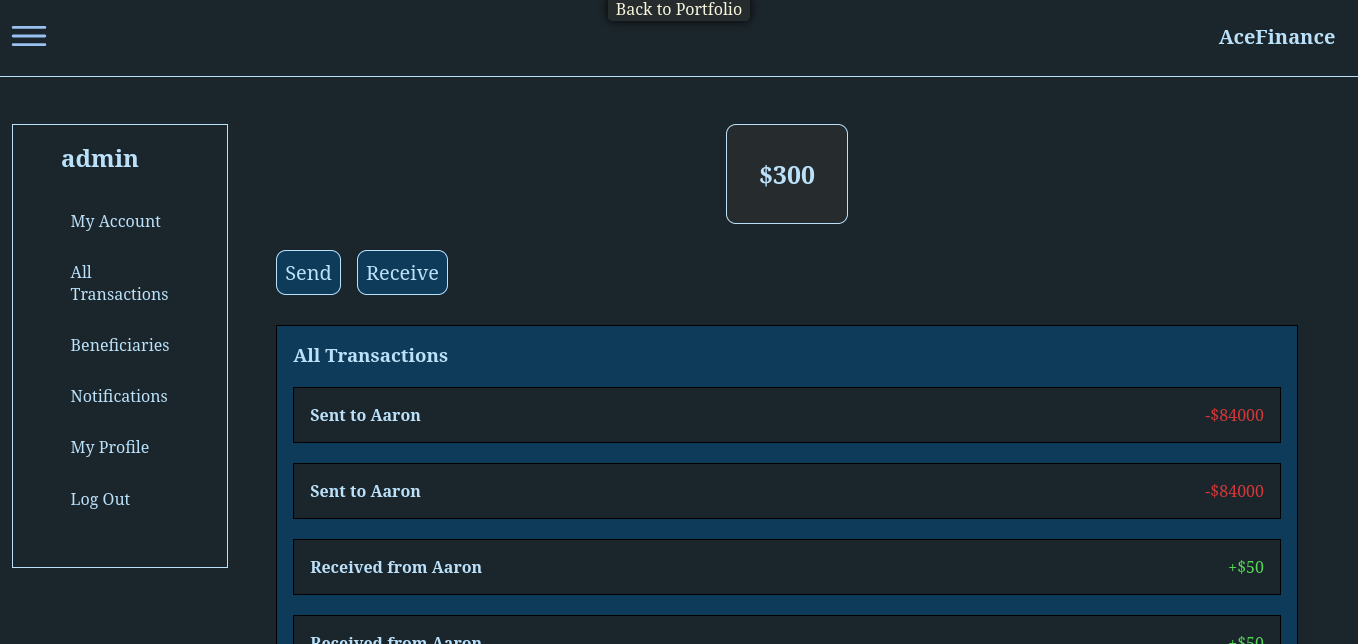 Back to Portfolio
AceFinance
admin
My Account
All
Transactions
Beneficiaries
Notifications
My Profile
Log Out
$300
Send
Receive
All Transactions
Sent to Aaron
-$84000
Sent to Aaron
-$84000
Received from Aaron
+$50
Received from Aaron
+$50